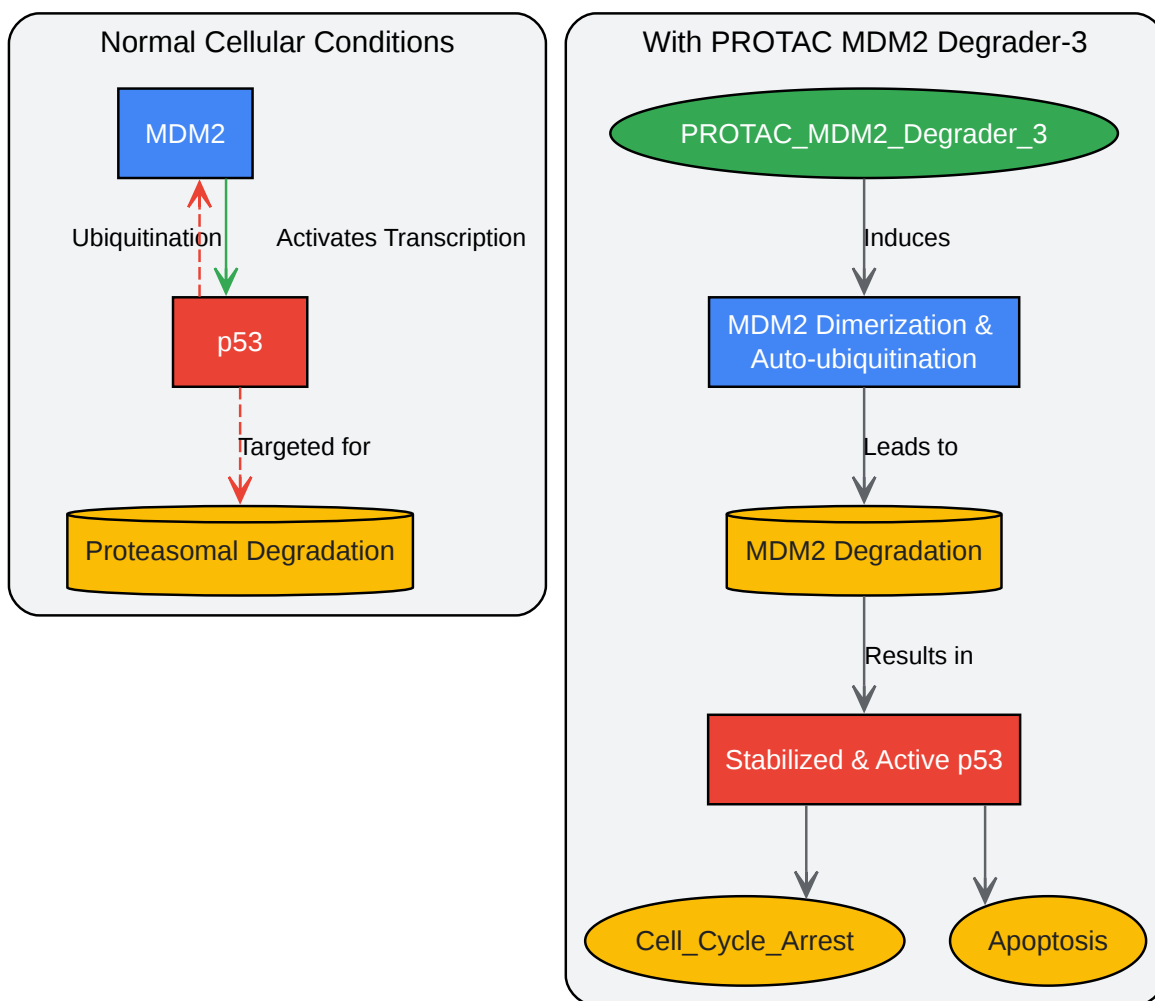 Normal Cellular Conditions
MDM2
Ubiquitination
Activates Transcription
p53
Targeted for
Proteasomal Degradation
With PROTAC MDM2 Degrader-3
PROTAC_MDM2_Degrader_3
Induces
MDM2 Dimerization &
Auto-ubiquitination
Leads to
MDM2 Degradation
Results in
Stabilized & Active p53
Cell_Cycle_Arrest
Apoptosis